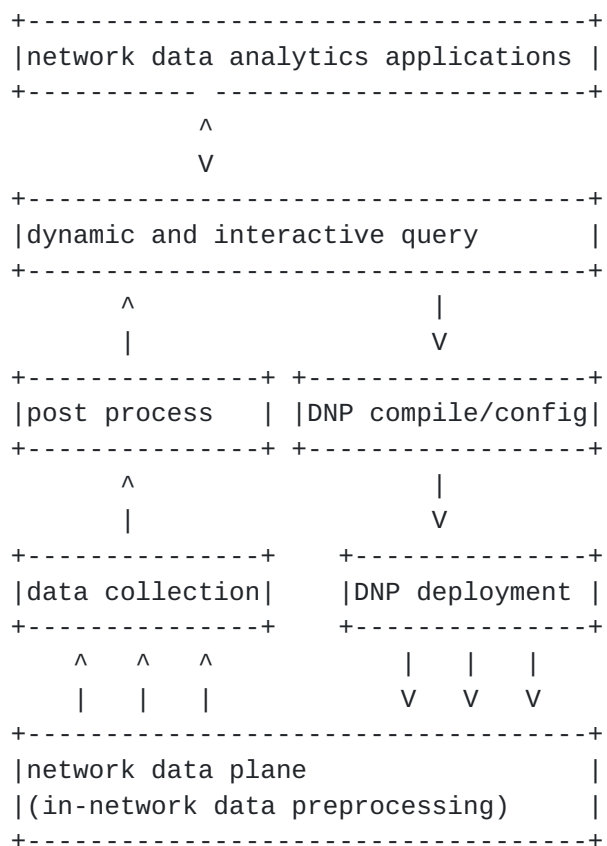 network data analytics applications
dynamic and interactive query
post process
DNP compile/config
data collection
DNP deployment
network data plane
(in-network data preprocessing)